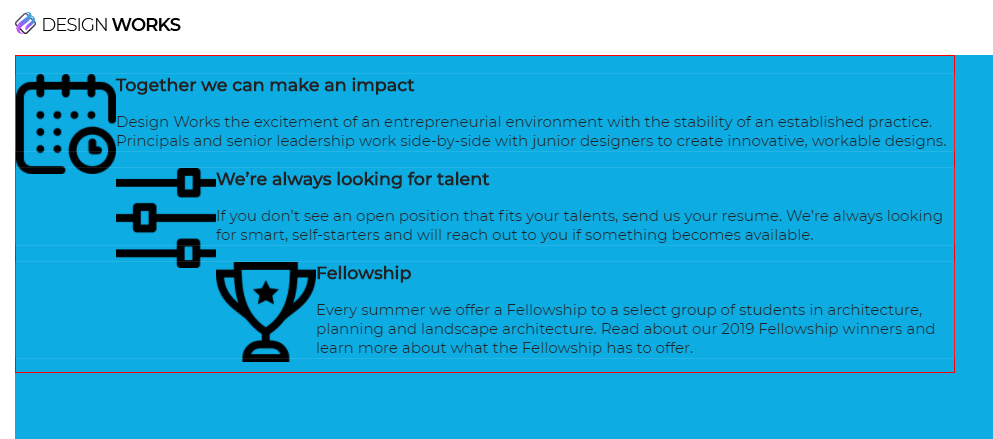 DESIGN WORKS
Together we can make an impact
Design Works the excitement of an entrepreneurial environment with the stability of an established practice.
Principals and senior leadership work side-by-side with junior designers to create innovative, workable designs.
We’re always looking for talent
If you don’t see an open position that fits your talents, send us your resume. We’re always looking
for smart, self-starters and will reach out to you if something becomes available.
Fellowship
Every summer we offer a Fellowship to a select group of students in architecture,
planning and landscape architecture. Read about our 2019 Fellowship winners and
learn more about what the Fellowship has to offer.